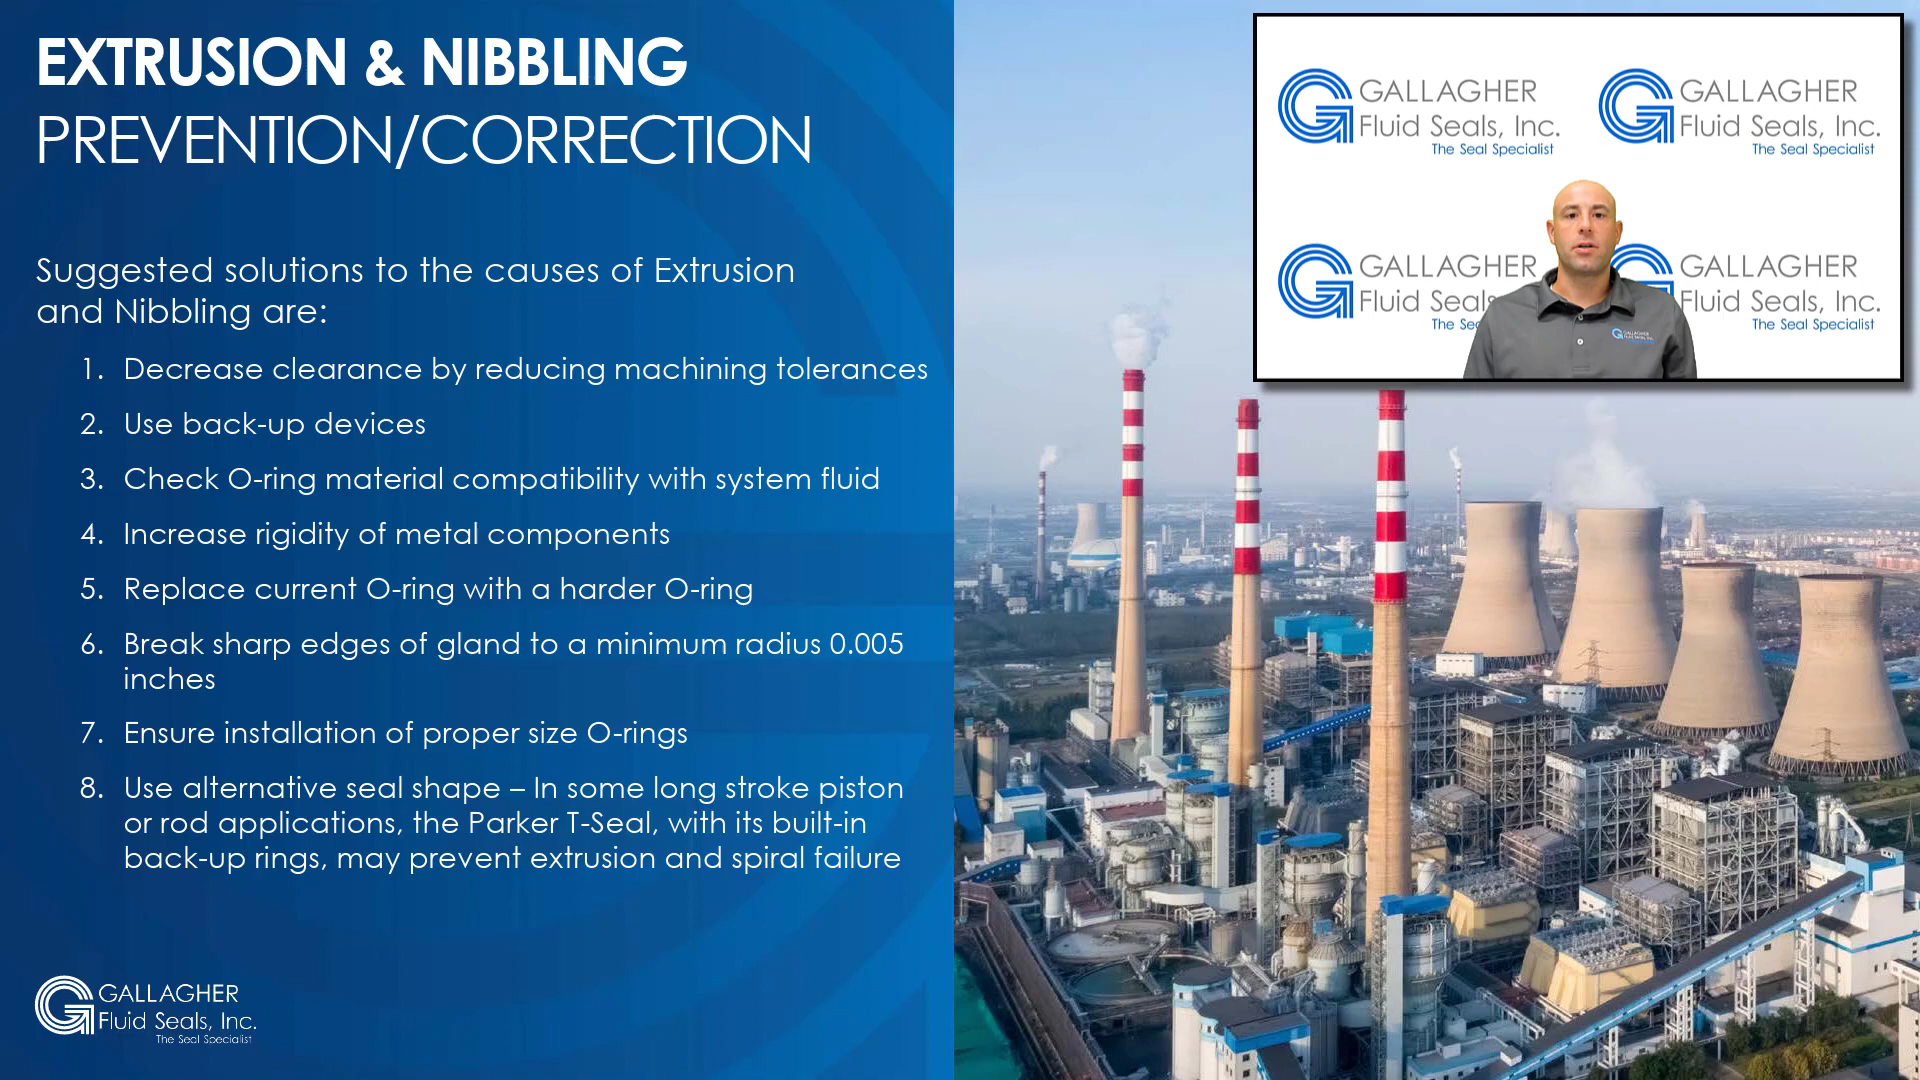 EXTRUSION & NIBBLING
PREVENTION/CORRECTION
Suggested solutions to the causes of Extrusion
and Nibbling are:
1. Decrease clearance by reducing machining tolerances
2. Use back-up devices
3. Check O-ring material compatibility with system fluid
4. Increase rigidity of metal components
5. Replace current O-ring with a harder O-ring
6. Break sharp edges of gland to a minimum radius 0.005
inches
7. Ensure installation of proper size O-rings
8. Use alternative seal shape – In some long stroke piston
or rod applications, the Parker T-Seal, with its built-in
back-up rings, may prevent extrusion and spiral failure
GALLAGHER
Fluid Seals, Inc.
The Seal Specialist
GALLAGHER
Fluid Seals, Inc.
The Seal Specialist
GALLAGHER
Fluid Seals, Inc.
The Seal Specialist
GALLAGHER
Fluid Seals
The
GALLAGHER
Fluid Seals, Inc.
The Seal Specialist